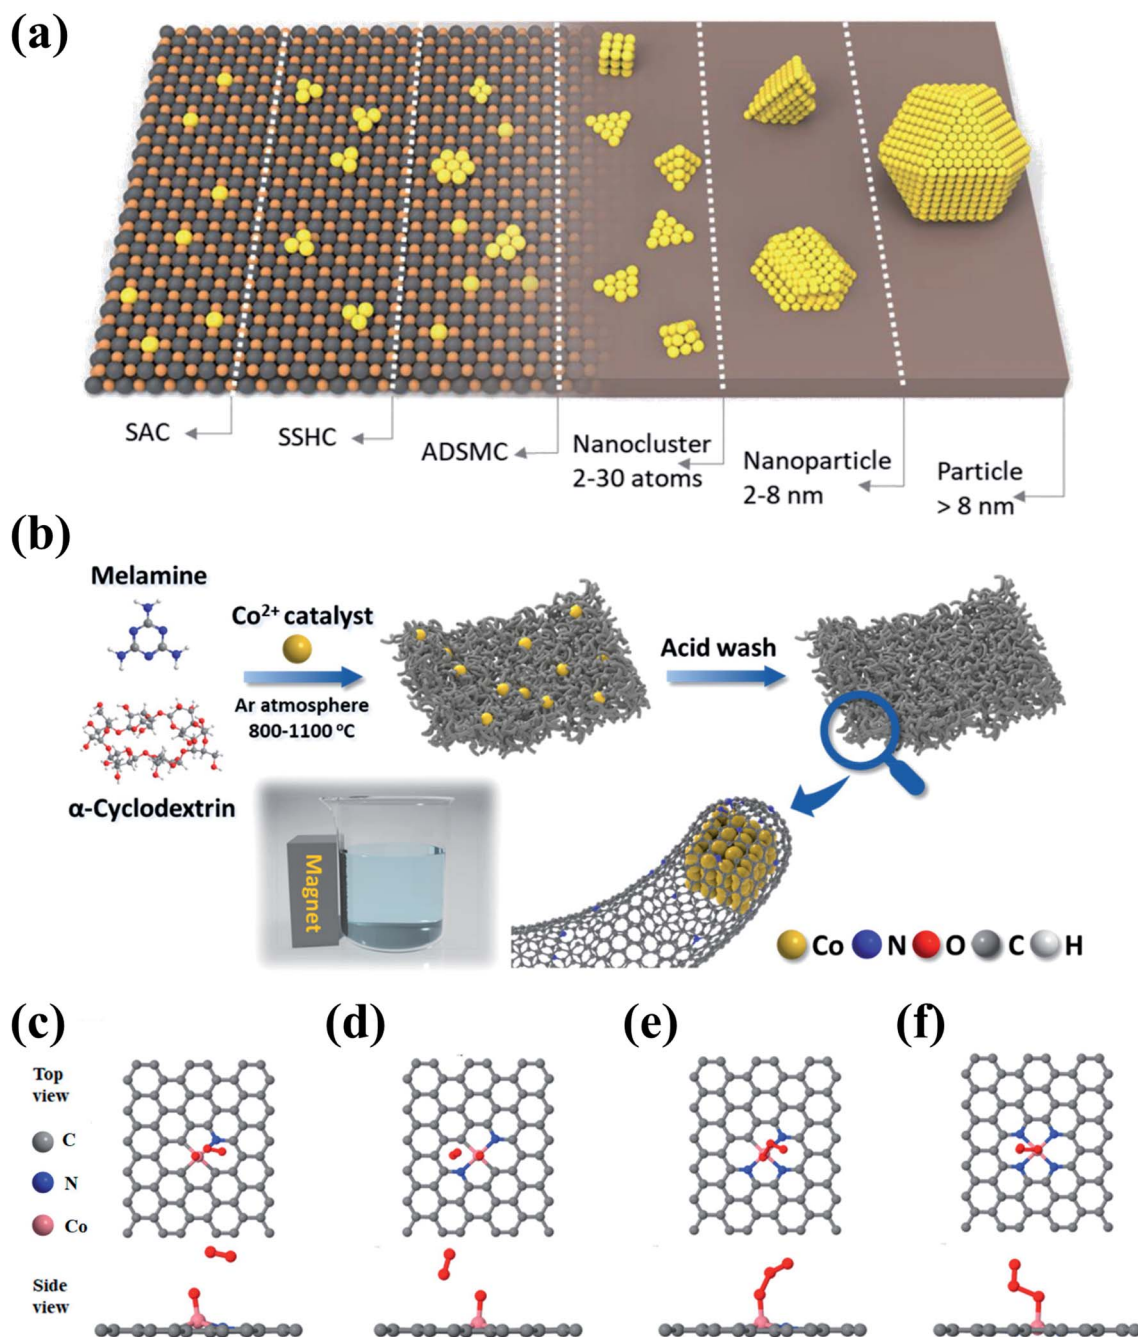 (a)
SAC
SSHC
ADSMC
Nanocluster
2-30 atoms
Nanoparticle
2-8 nm
Particle
> 8 nm
(b)
Melamine
α-Cyclodextrin
Co²⁺ catalyst
Ar atmosphere
800-1100 ºC
Acid wash
Magnet
Co N O C H
(c) (d) (e) (f)
Top
view
C
N
Co
Side
view